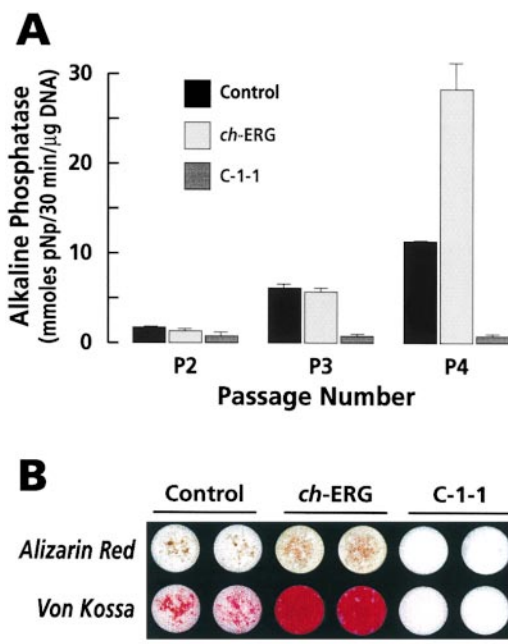 A
Alkaline Phosphatase
(mmoles pNp/30 min/µg DNA)
30
20
10
0
Control
ch-ERG
C-1-1
P2 P3 P4
Passage Number
B
Control ch-ERG C-1-1
Alizarin Red
Von Kossa